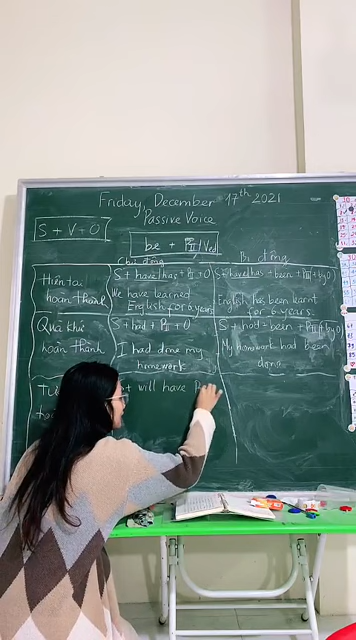 Friday, December 17th 2021
Passive Voice
S + V + O
be + PII/Ved
Chủ động
Bị động
Hiện tại
hoàn thành
S + have/has + PII + O
We have learned
English for 6 years
S + have/has + been + PII + by O
English has been learnt
for 6 years.
Quá khứ
hoàn thành
S + had + PII + O
I had done my
homework
S + had + been + PII + by O
My homework had been
done
will have